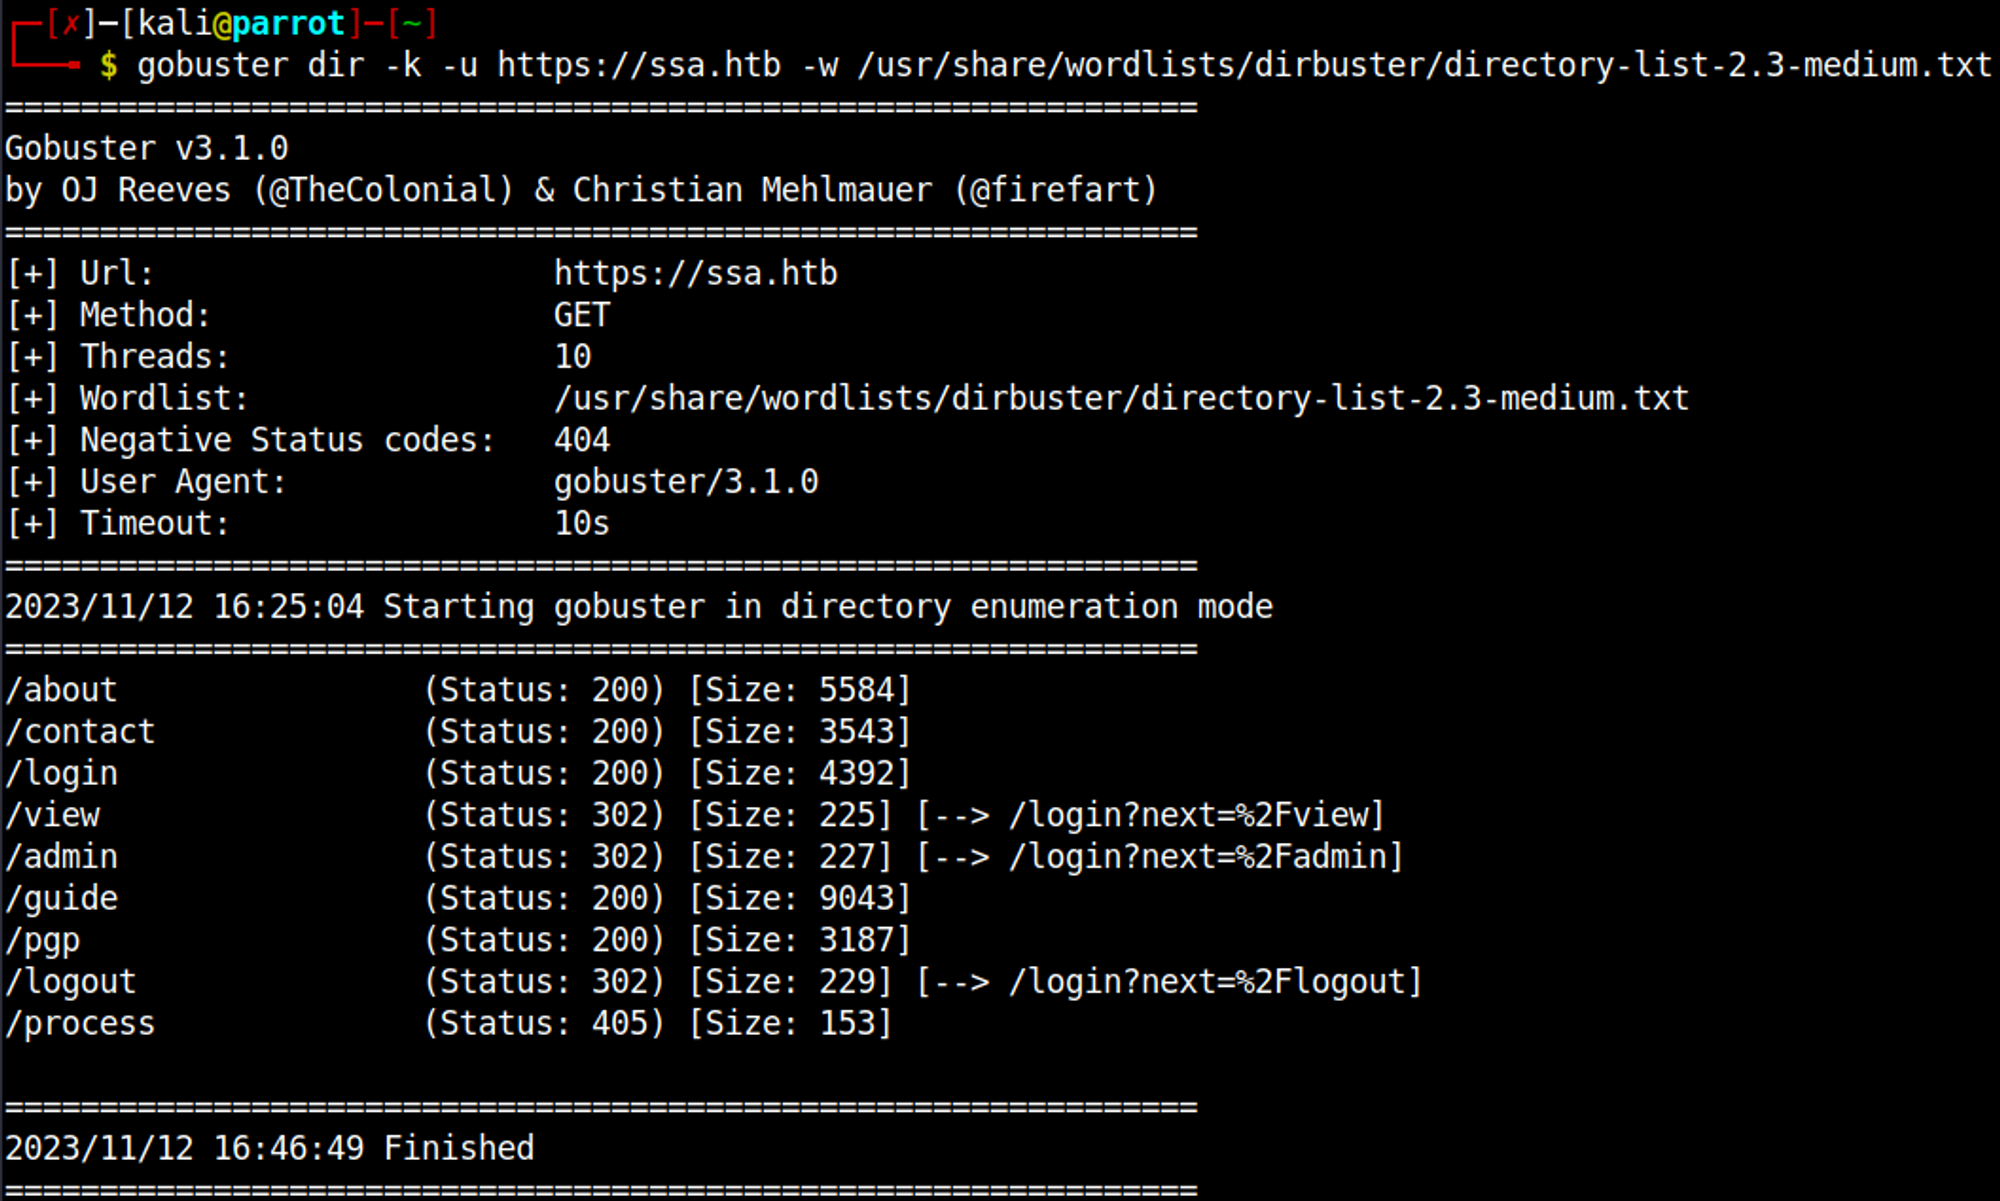 ┌─[✗]─[kali@parrot]─[~]
└──╼ $ gobuster dir -k -u https://ssa.htb -w /usr/share/wordlists/dirbuster/directory-list-2.3-medium.txt
===============================================================
Gobuster v3.1.0
by OJ Reeves (@TheColonial) & Christian Mehlmauer (@firefart)
===============================================================
[+] Url:                     https://ssa.htb
[+] Method:                  GET
[+] Threads:                 10
[+] Wordlist:                /usr/share/wordlists/dirbuster/directory-list-2.3-medium.txt
[+] Negative Status codes:   404
[+] User Agent:              gobuster/3.1.0
[+] Timeout:                 10s
===============================================================
2023/11/12 16:25:04 Starting gobuster in directory enumeration mode
===============================================================
/about                (Status: 200) [Size: 5584]
/contact              (Status: 200) [Size: 3543]
/login                (Status: 200) [Size: 4392]
/view                 (Status: 302) [Size: 225] [--> /login?next=%2Fview]
/admin                (Status: 302) [Size: 227] [--> /login?next=%2Fadmin]
/guide                (Status: 200) [Size: 9043]
/pgp                  (Status: 200) [Size: 3187]
/logout               (Status: 302) [Size: 229] [--> /login?next=%2Flogout]
/process              (Status: 405) [Size: 153]
===============================================================
2023/11/12 16:46:49 Finished
===============================================================